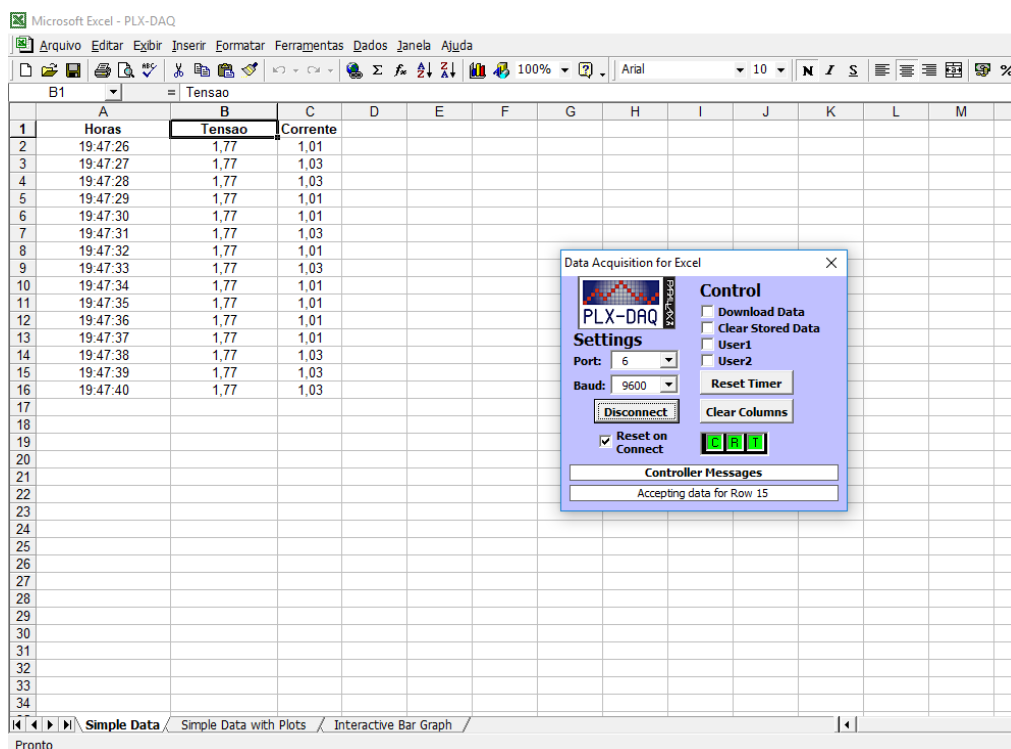 Microsoft Excel - PLX-DAQ
Arquivo Editar Exibir Inserir Formatar Ferramentas Dados Janela Ajuda
100% Arial 10 N I S %
B1 = Tensao
A B C D E F G H I J K L M
1 Horas Tensao Corrente
2 19:47:26 1,77 1,01
3 19:47:27 1,77 1,03
4 19:47:28 1,77 1,03
5 19:47:29 1,77 1,01
6 19:47:30 1,77 1,01
7 19:47:31 1,77 1,03
8 19:47:32 1,77 1,01
9 19:47:33 1,77 1,03
10 19:47:34 1,77 1,01
11 19:47:35 1,77 1,01
12 19:47:36 1,77 1,01
13 19:47:37 1,77 1,01
14 19:47:38 1,77 1,03
15 19:47:39 1,77 1,03
16 19:47:40 1,77 1,03
17
18
19
20
21
22
23
24
25
26
27
28
29
30
31
32
33
34
Data Acquisition for Excel
PLX-DAQ
PARALLAX
Settings
Port: 6
Baud: 9600
Disconnect
Reset on
Connect
Control
Download Data
Clear Stored Data
User1
User2
Reset Timer
Clear Columns
C R T
Controller Messages
Accepting data for Row 15
Simple Data Simple Data with Plots Interactive Bar Graph
Pronto